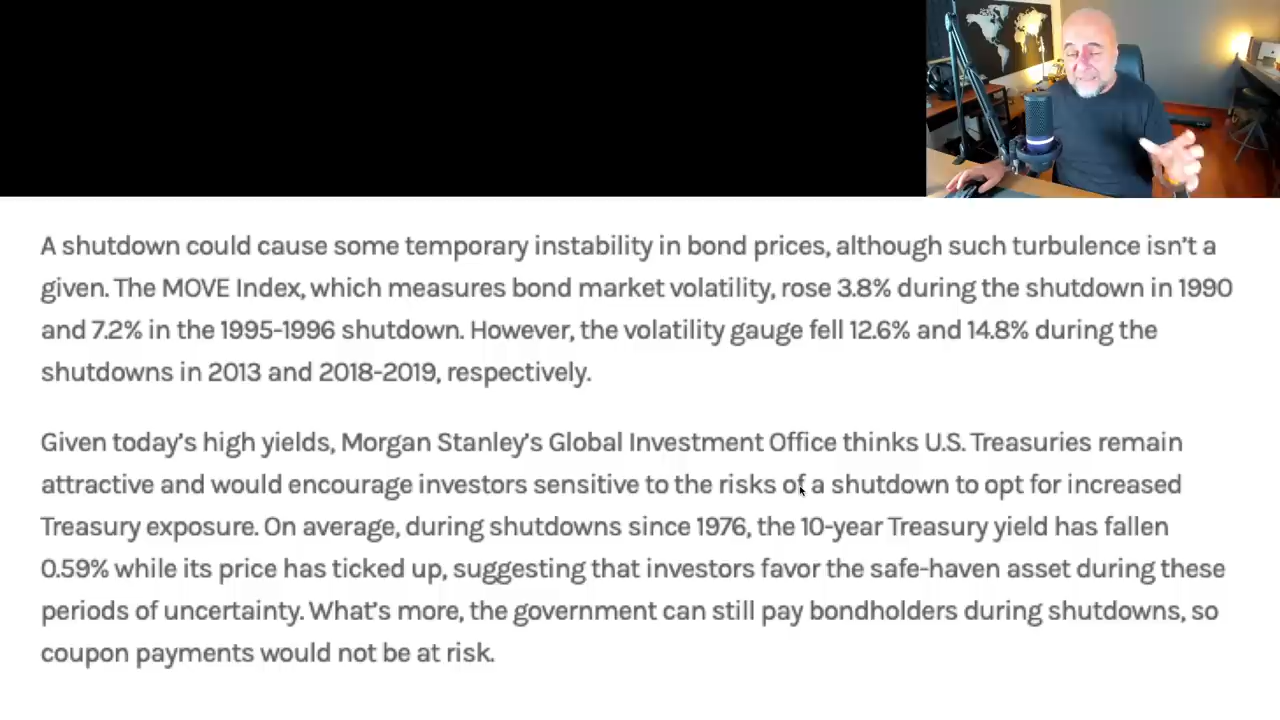 A shutdown could cause some temporary instability in bond prices, although such turbulence isn’t a
given. The MOVE Index, which measures bond market volatility, rose 3.8% during the shutdown in 1990
and 7.2% in the 1995-1996 shutdown. However, the volatility gauge fell 12.6% and 14.8% during the
shutdowns in 2013 and 2018-2019, respectively.
Given today’s high yields, Morgan Stanley’s Global Investment Office thinks U.S. Treasuries remain
attractive and would encourage investors sensitive to the risks of a shutdown to opt for increased
Treasury exposure. On average, during shutdowns since 1976, the 10-year Treasury yield has fallen
0.59% while its price has ticked up, suggesting that investors favor the safe-haven asset during these
periods of uncertainty. What’s more, the government can still pay bondholders during shutdowns, so
coupon payments would not be at risk.